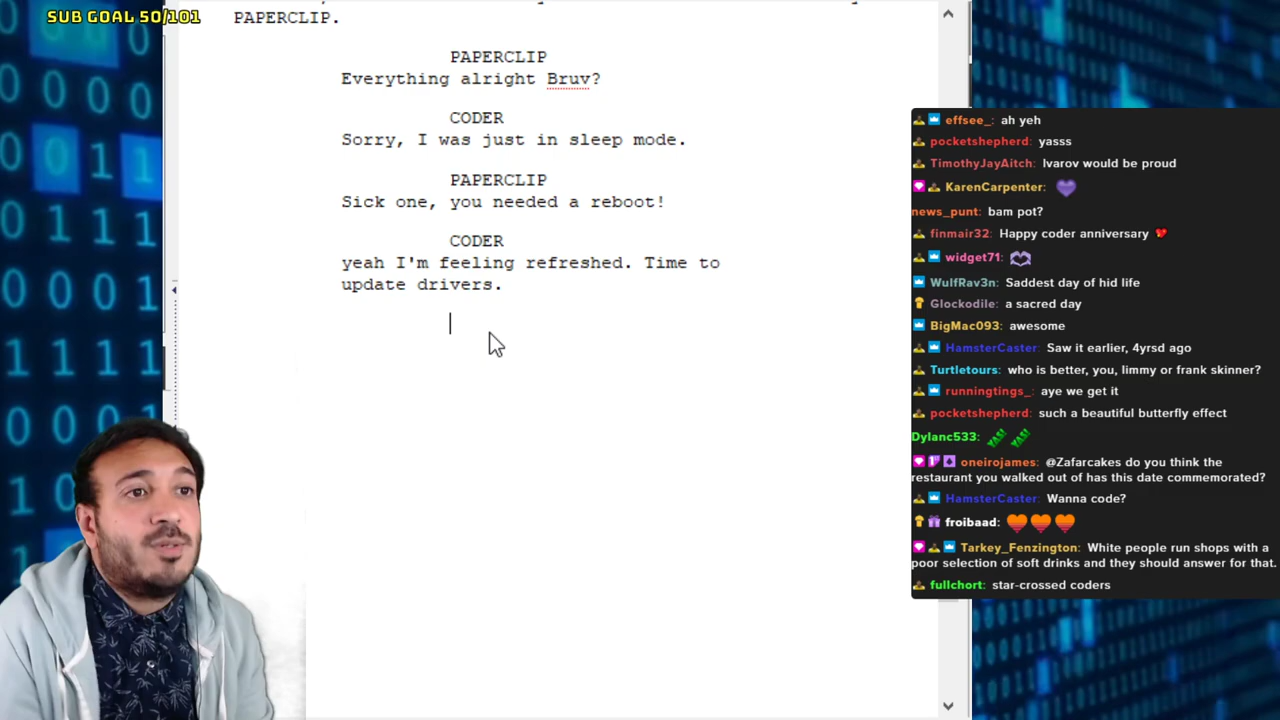 SUB GOAL 50/101
PAPERCLIP.
PAPERCLIP
Everything alright Bruv?
CODER
Sorry, I was just in sleep mode.
PAPERCLIP
Sick one, you needed a reboot!
CODER
yeah I'm feeling refreshed. Time to
update drivers.
effsee_: ah yeh
pocketshepherd: yasss
TimothyJayAitch: Ivarov would be proud
KarenCarpenter:
news_punt: bam pot?
finmair32: Happy coder anniversary
widget71:
WulfRav3n: Saddest day of hid life
Glockodile: a sacred day
BigMac093: awesome
HamsterCaster: Saw it earlier, 4yrsd ago
Turtletours: who is better, you, limmy or frank skinner?
runningtings_: aye we get it
pocketshepherd: such a beautiful butterfly effect
Dylanc533:
oneirojames: @Zafarcakes do you think the
restaurant you walked out of has this date commemorated?
HamsterCaster: Wanna code?
froibaad:
Tarkey_Fenzington: White people run shops with a
poor selection of soft drinks and they should answer for that.
fullchort: star-crossed coders